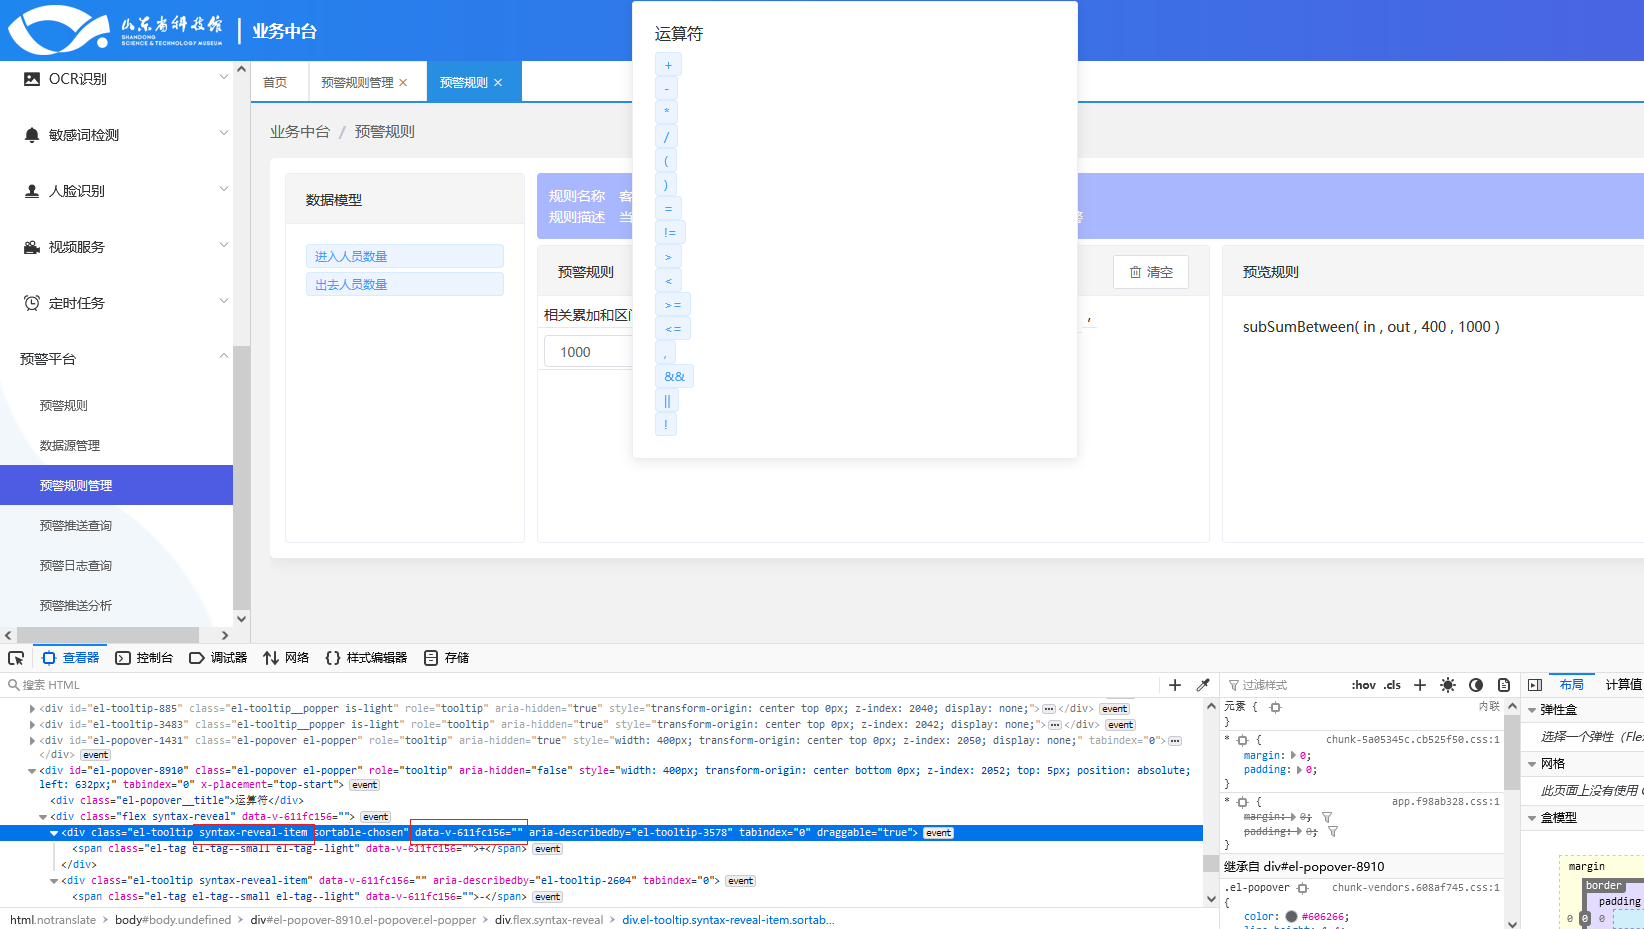 山东省科技馆
SHANDONG
SCIENCE & TECHNOLOGY MUSEUM
业务中台
OCR识别
敏感词检测
人脸识别
视频服务
定时任务
预警平台
预警规则
数据源管理
预警规则管理
预警推送查询
预警日志查询
预警推送分析
首页
预警规则管理 ×
预警规则 ×
业务中台 / 预警规则
数据模型
进入人员数量
出去人员数量
规则名称 客
规则描述 当
警
预警规则
清空
相关累加和区
,
1000
预览规则
subSumBetween( in , out , 400 , 1000 )
运算符
+
-
*
/
(
)
=
!=
>
<
>=
<=
,
&&
||
!
查看器
控制台
调试器
网络
样式编辑器
存储
搜索 HTML
<div id="el-tooltip-885" class="el-tooltip__popper is-light" role="tooltip" aria-hidden="true" style="transform-origin: center top 0px; z-index: 2040; display: none;">…</div> event
<div id="el-tooltip-3483" class="el-tooltip__popper is-light" role="tooltip" aria-hidden="true" style="transform-origin: center top 0px; z-index: 2042; display: none;">…</div> event
<div id="el-popover-1431" class="el-popover el-popper" role="tooltip" aria-hidden="true" style="width: 400px; transform-origin: center top 0px; z-index: 2050; display: none;" tabindex="0">…
</div> event
<div id="el-popover-8910" class="el-popover el-popper" role="tooltip" aria-hidden="false" style="width: 400px; transform-origin: center bottom 0px; z-index: 2052; top: 5px; position: absolute;
left: 632px;" tabindex="0" x-placement="top-start"> event
<div class="el-popover__title">运算符</div>
<div class="flex syntax-reveal" data-v-611fc156=""> event
<div class="el-tooltip syntax-reveal-item sortable-chosen" data-v-611fc156="" aria-describedby="el-tooltip-3578" tabindex="0" draggable="true"> event
<span class="el-tag el-tag--small el-tag--light" data-v-611fc156="">+</span> event
</div>
<div class="el-tooltip syntax-reveal-item" data-v-611fc156="" aria-describedby="el-tooltip-2604" tabindex="0"> event
<span class="el-tag el-tag--small el-tag--light" data-v-611fc156="">-</span> event
html.notranslate > body#body.undefined > div#el-popover-8910.el-popover.el-popper > div.flex.syntax-reveal > div.el-tooltip.syntax-reveal-item.sortab...
过滤样式
:hov .cls
元素 { 内联
}
* { chunk-5a05345c.cb525f50.css:1
margin: 0;
padding: 0;
}
* { app.f98ab328.css:1
margin: 0;
padding: 0;
}
继承自 div#el-popover-8910
.el-popover chunk-vendors.608af745.css:1
{
color: #606266;
布局
计算值
弹性盒
选择一个弹性（Fle
网格
此页面上没有使用
盒模型
margin
border
padding
0 0 0